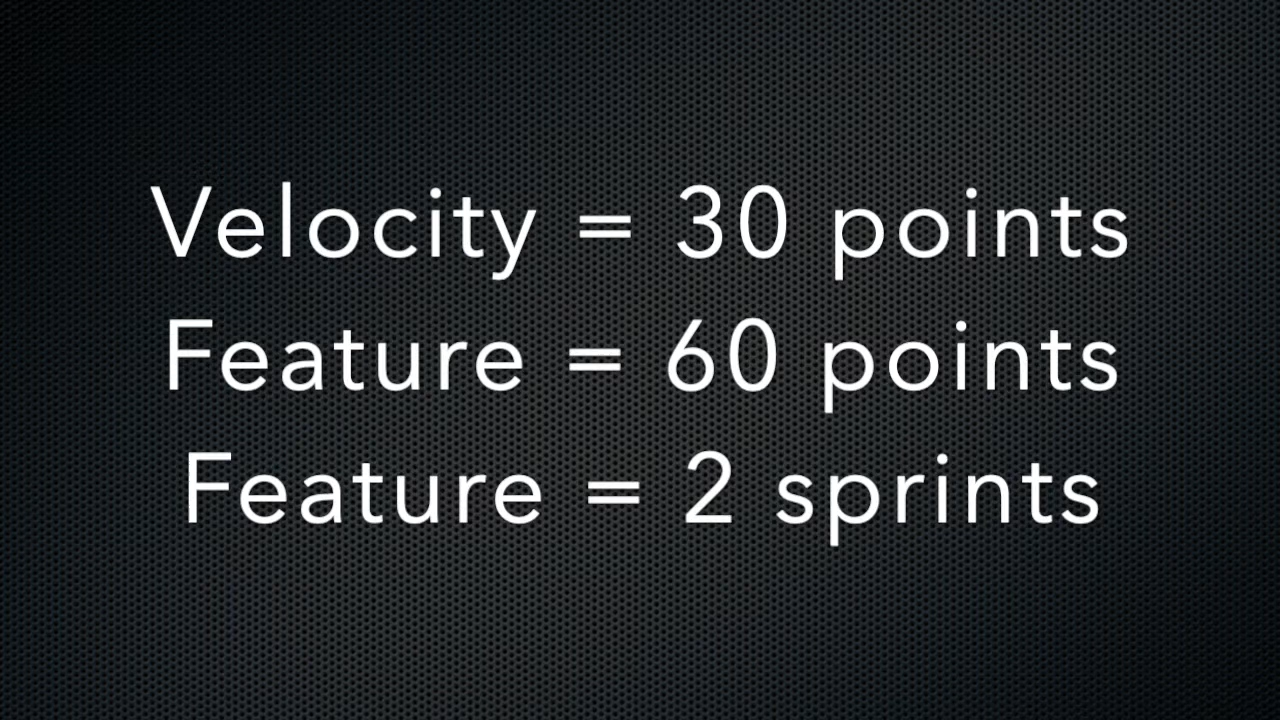 Velocity = 30 points
Feature = 60 points
Feature = 2 sprints